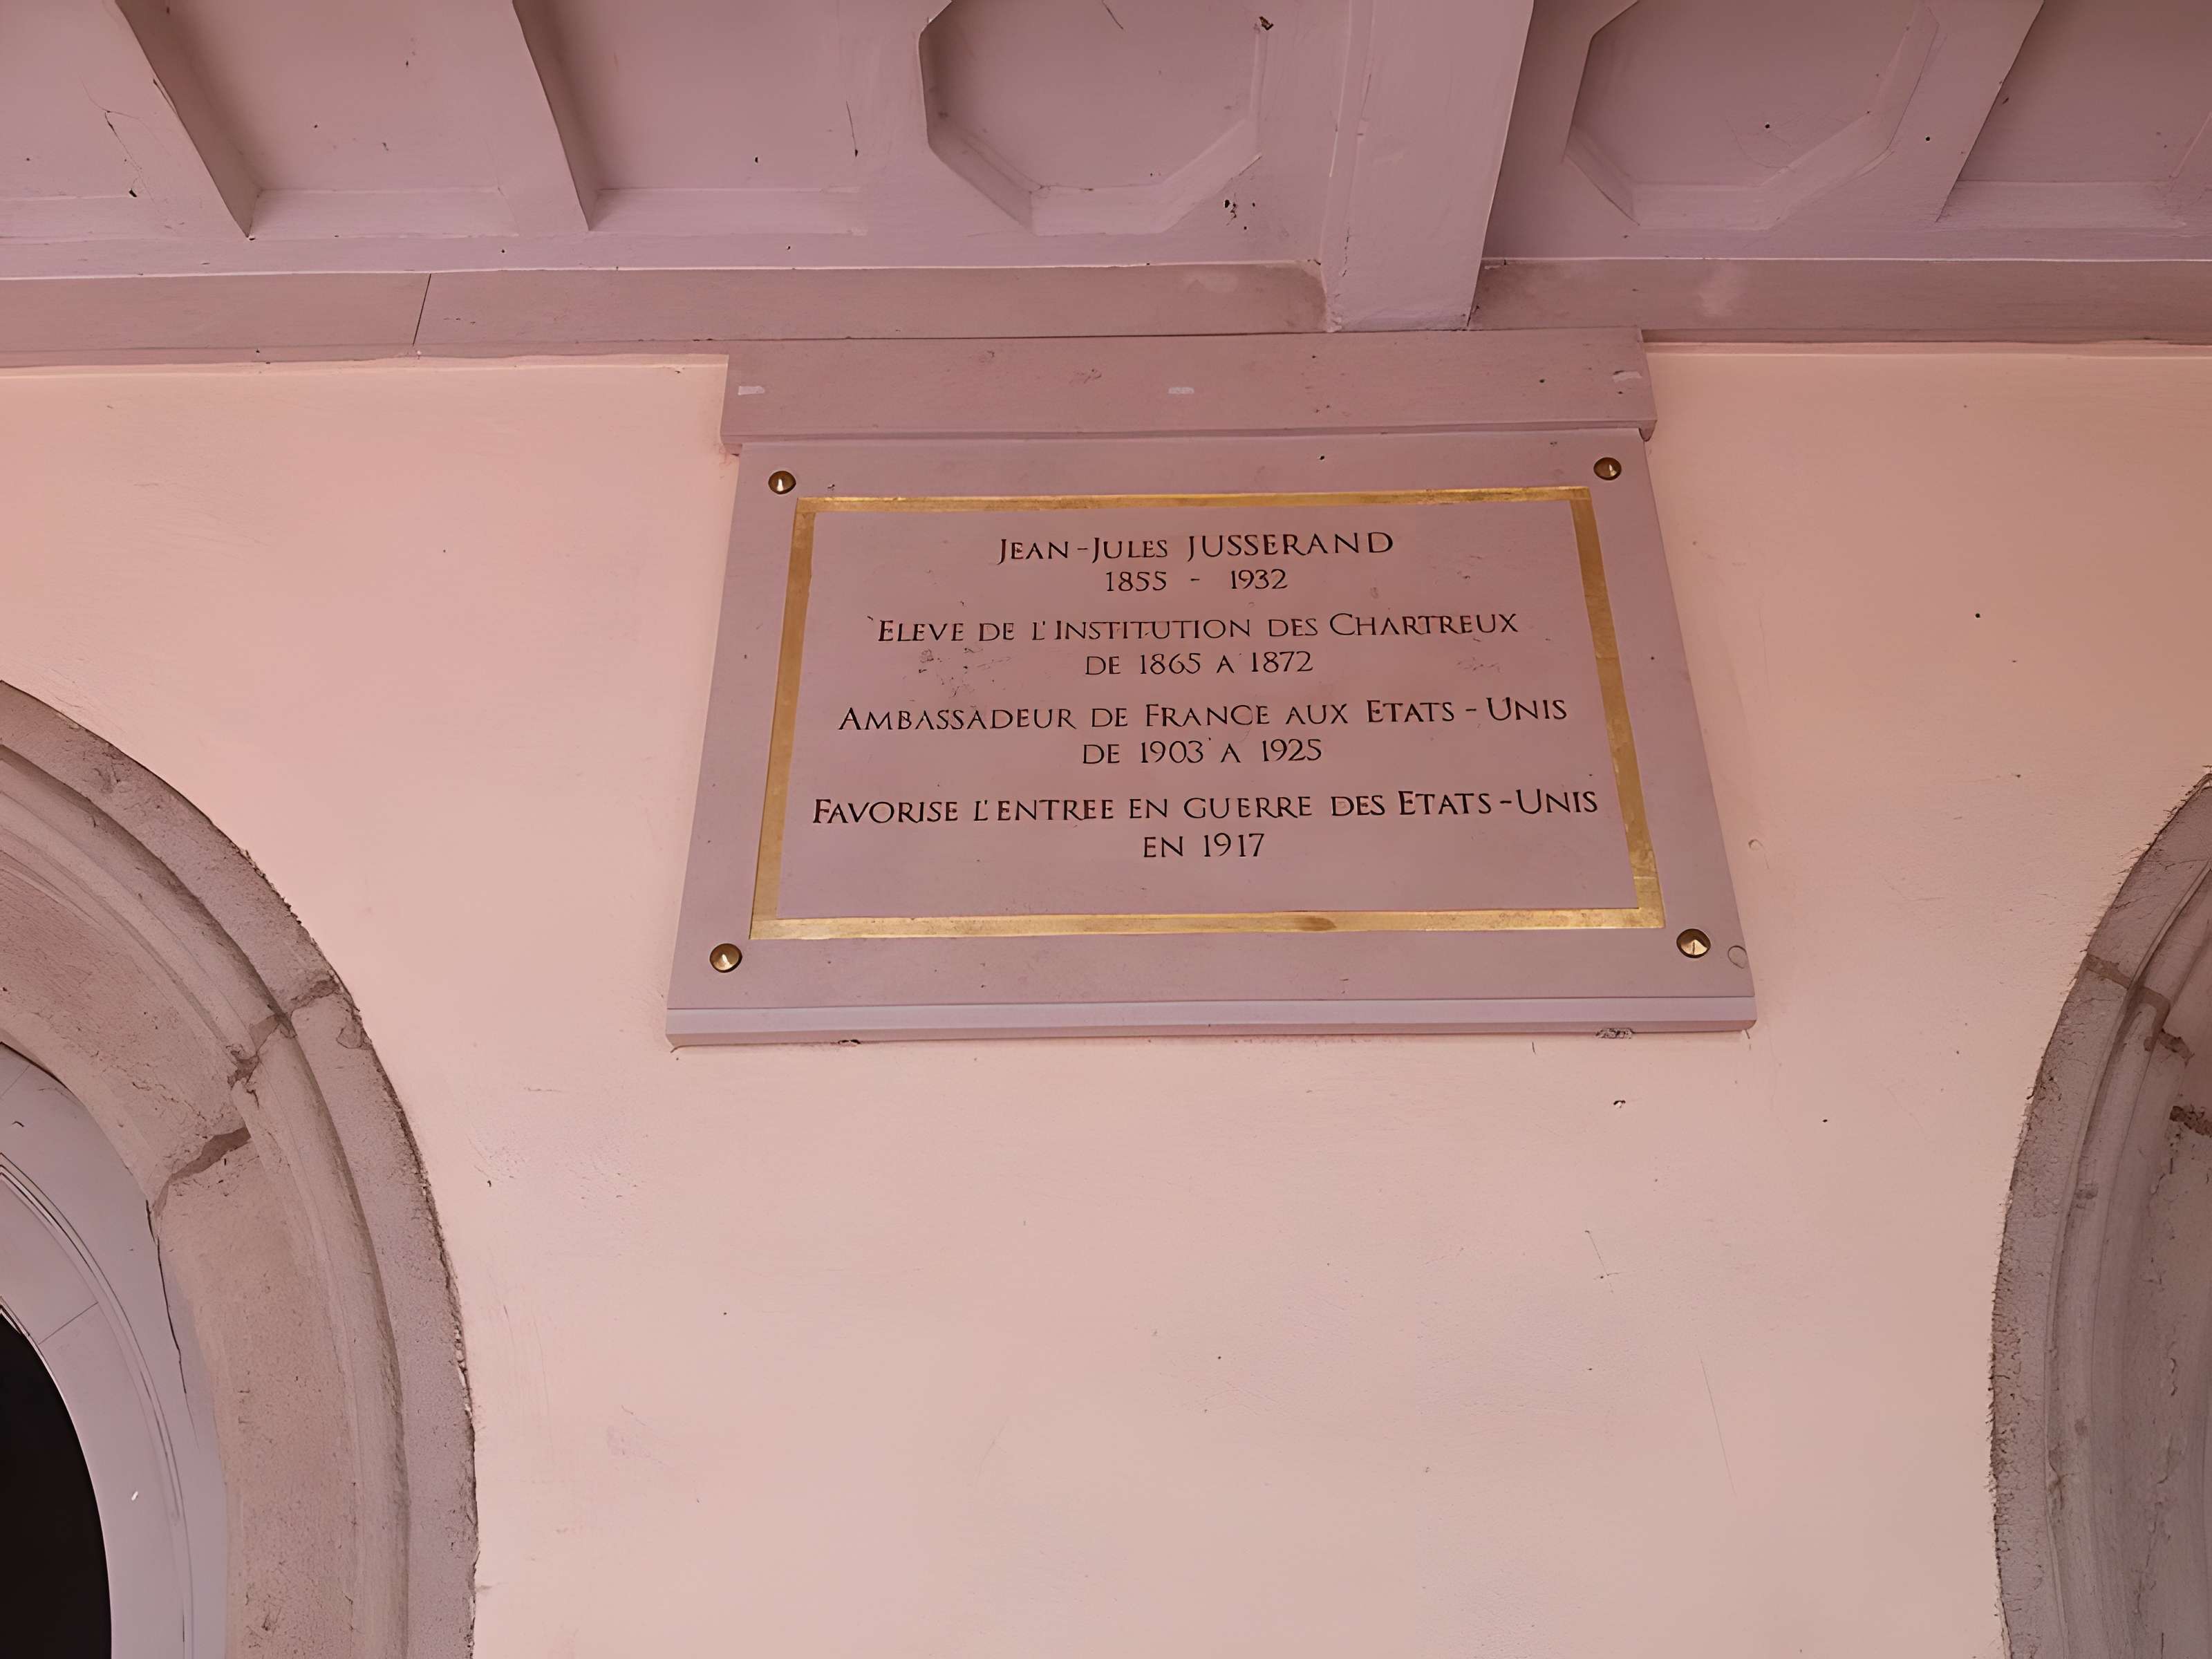 JEAN-JULES JUSSERAND
1855 - 1932
ELEVE DE L'INSTITUTION DES CHARTREUX
DE 1865 A 1872
AMBASSADEUR DE FRANCE AUX ETATS-UNIS
DE 1903 A 1925
FAVORISE L'ENTREE EN GUERRE DES ETATS-UNIS
EN 1917